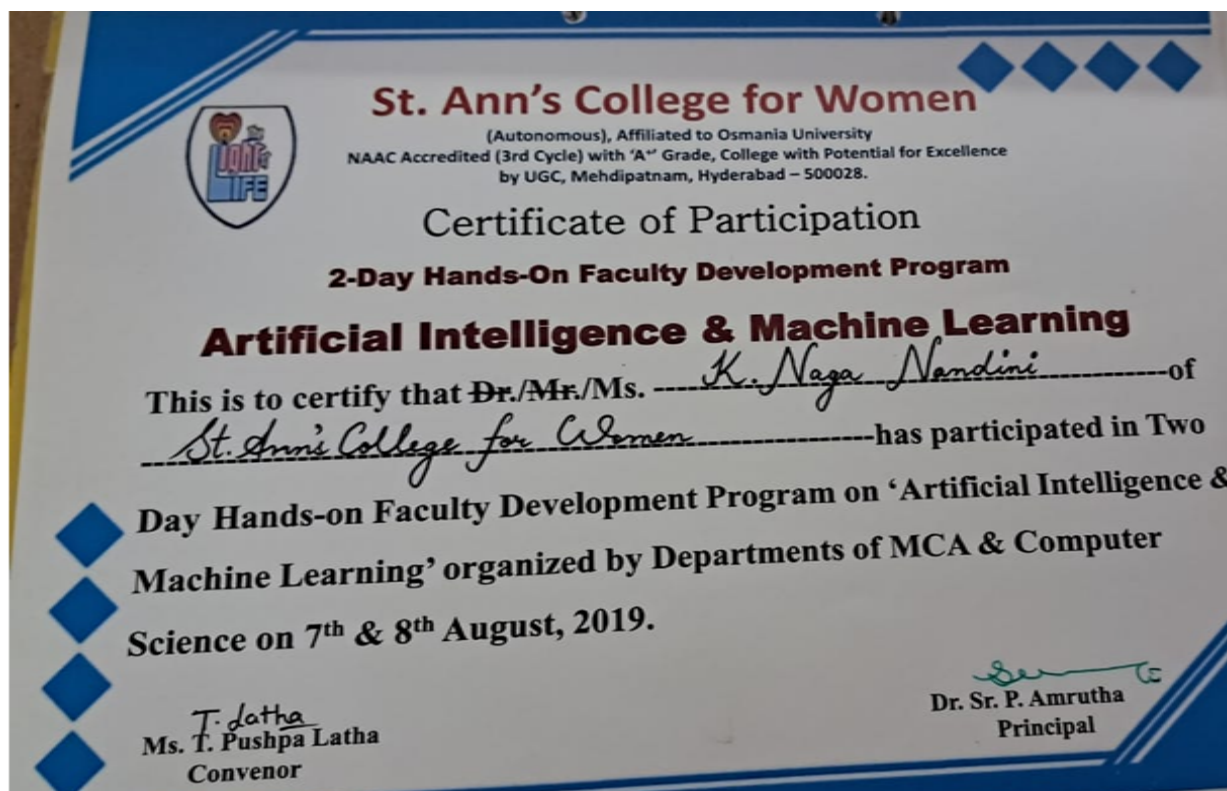 St. Ann's College for Women
(Autonomous), Affiliated to Osmania University
NAAC Accredited (3rd Cycle) with 'A+' Grade, College with Potential for Excellence
by UGC, Mehdipatnam, Hyderabad – 500028.
The
LIGHT of
LIFE
Certificate of Participation
2-Day Hands-On Faculty Development Program
Artificial Intelligence & Machine Learning
This is to certify that Dr./Mr./Ms. K. Naga Nandini of
St. Ann's College for Women has participated in Two
Day Hands-on Faculty Development Program on 'Artificial Intelligence &
Machine Learning' organized by Departments of MCA & Computer
Science on 7th & 8th August, 2019.
T. Latha
Ms. T. Pushpa Latha
Convenor
Dr. Sr. P. Amrutha
Principal